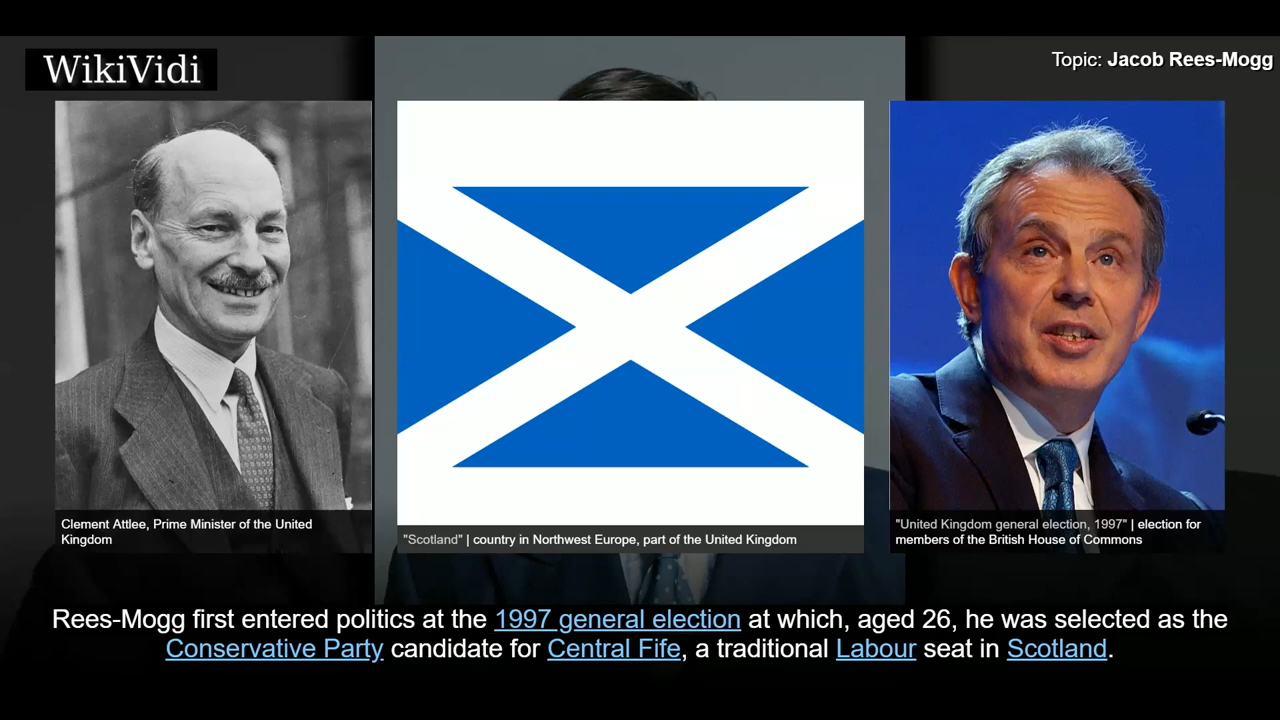 WikiVidi
Topic: Jacob Rees-Mogg
Clement Attlee, Prime Minister of the United
Kingdom
"Scotland" | country in Northwest Europe, part of the United Kingdom
"United Kingdom general election, 1997" | election for
members of the British House of Commons
Rees-Mogg first entered politics at the 1997 general election at which, aged 26, he was selected as the
Conservative Party candidate for Central Fife, a traditional Labour seat in Scotland.